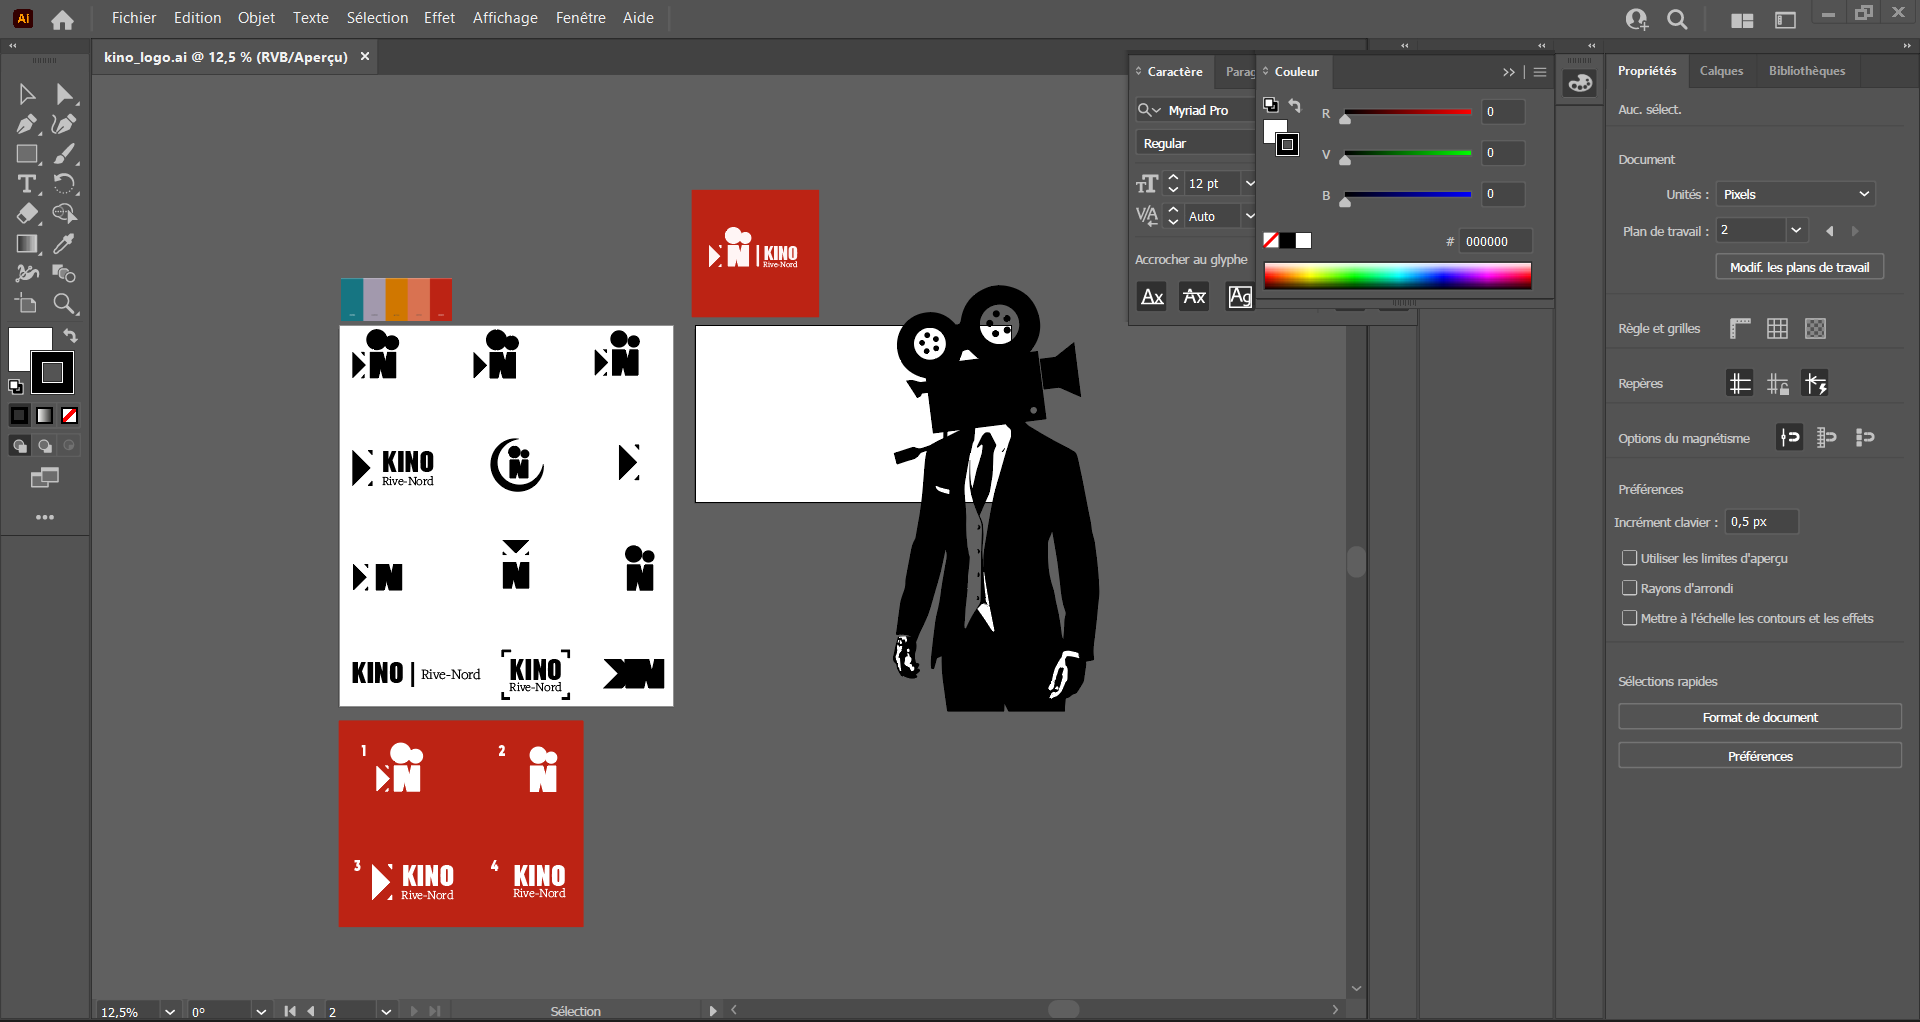 Ai
Fichier Edition Objet Texte Sélection Effet Affichage Fenêtre Aide
kino_logo.ai @ 12,5 % (RVB/Aperçu)
Caractère
Parag
Myriad Pro
Regular
12 pt
Auto
Accrocher au glyphe
Ax
Ax
Ag
Couleur
R 0
V 0
B 0
# 000000
Propriétés
Calques
Bibliothèques
Auc. sélect.
Document
Unités : Pixels
Plan de travail : 2
Modif. les plans de travail
Règle et grilles
Repères
Options du magnétisme
Préférences
Incrément clavier : 0,5 px
Utiliser les limites d'aperçu
Rayons d'arrondi
Mettre à l'échelle les contours et les effets
Sélections rapides
Format de document
Préférences
N | KINO
Rive-Nord
N
N
N
KINO
Rive-Nord
N
N
N
N
KINO | Rive-Nord
KINO
Rive-Nord
KN
1 N
2 N
3 KINO
Rive-Nord
4 KINO
Rive-Nord
12,5%
0°
2
Sélection